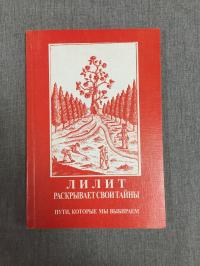 ЛИЛИТ
РАСКРЫВАЕТ СВОИ ТАЙНЫ
ПУТИ, КОТОРЫЕ МЫ ВЫБИРАЕМ